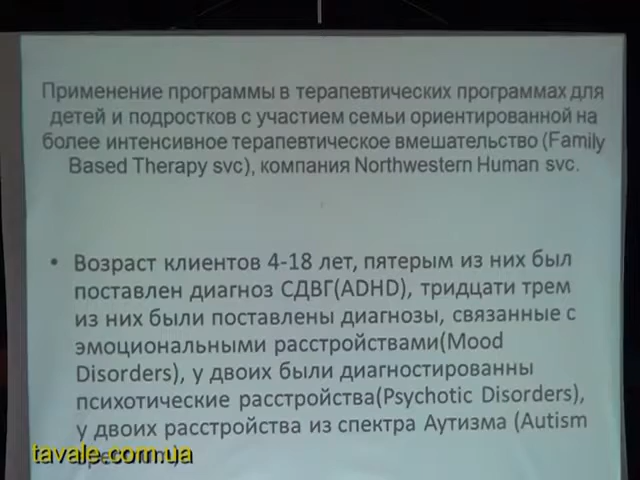 Применение программы в терапевтических программах для
детей и подростков с участием семьи ориентированной на
более интенсивное терапевтическое вмешательство (Family
Based Therapy svc), компания Northwestern Human svc.
• Возраст клиентов 4-18 лет, пятерым из них был
поставлен диагноз СДВГ(ADHD), тридцати трем
из них были поставлены диагнозы, связанные с
эмоциональными расстройствами(Mood
Disorders), у двоих были диагностированны
психотические расстройства(Psychotic Disorders),
у двоих расстройства из спектра Аутизма (Autism
tavale.com.ua